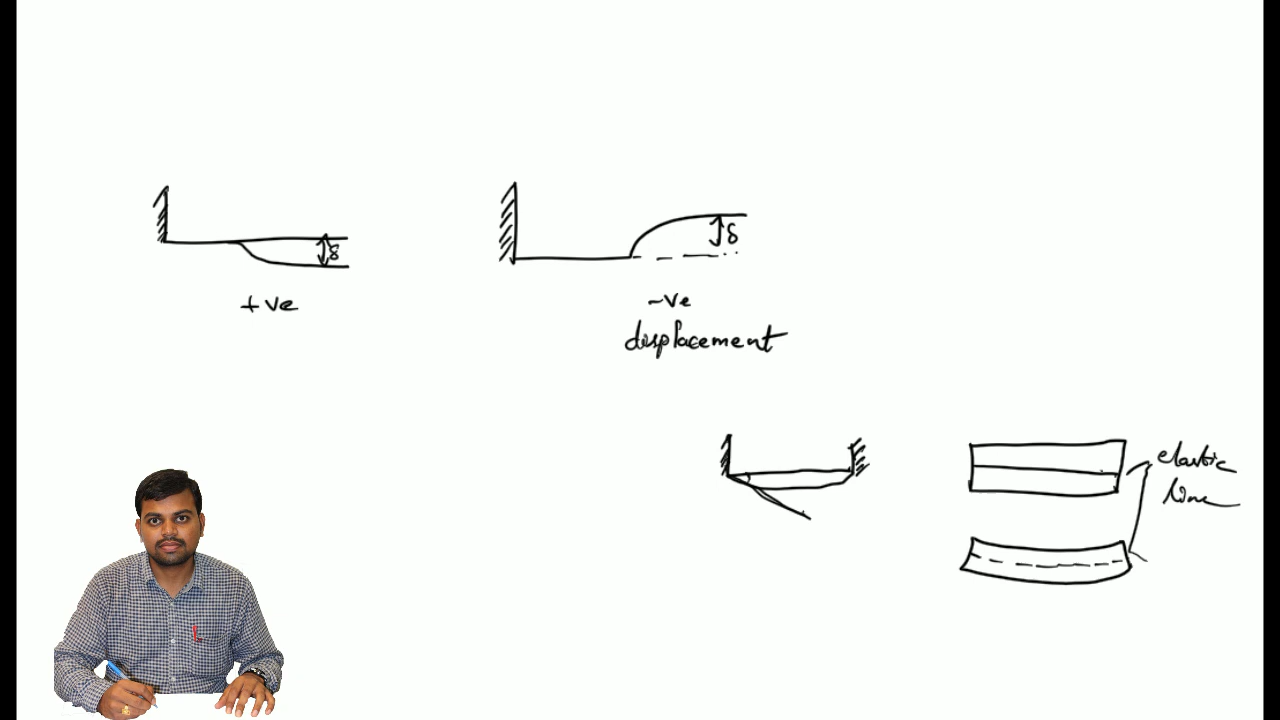 δ
δ
+ve
-ve
displacement
elastic
line